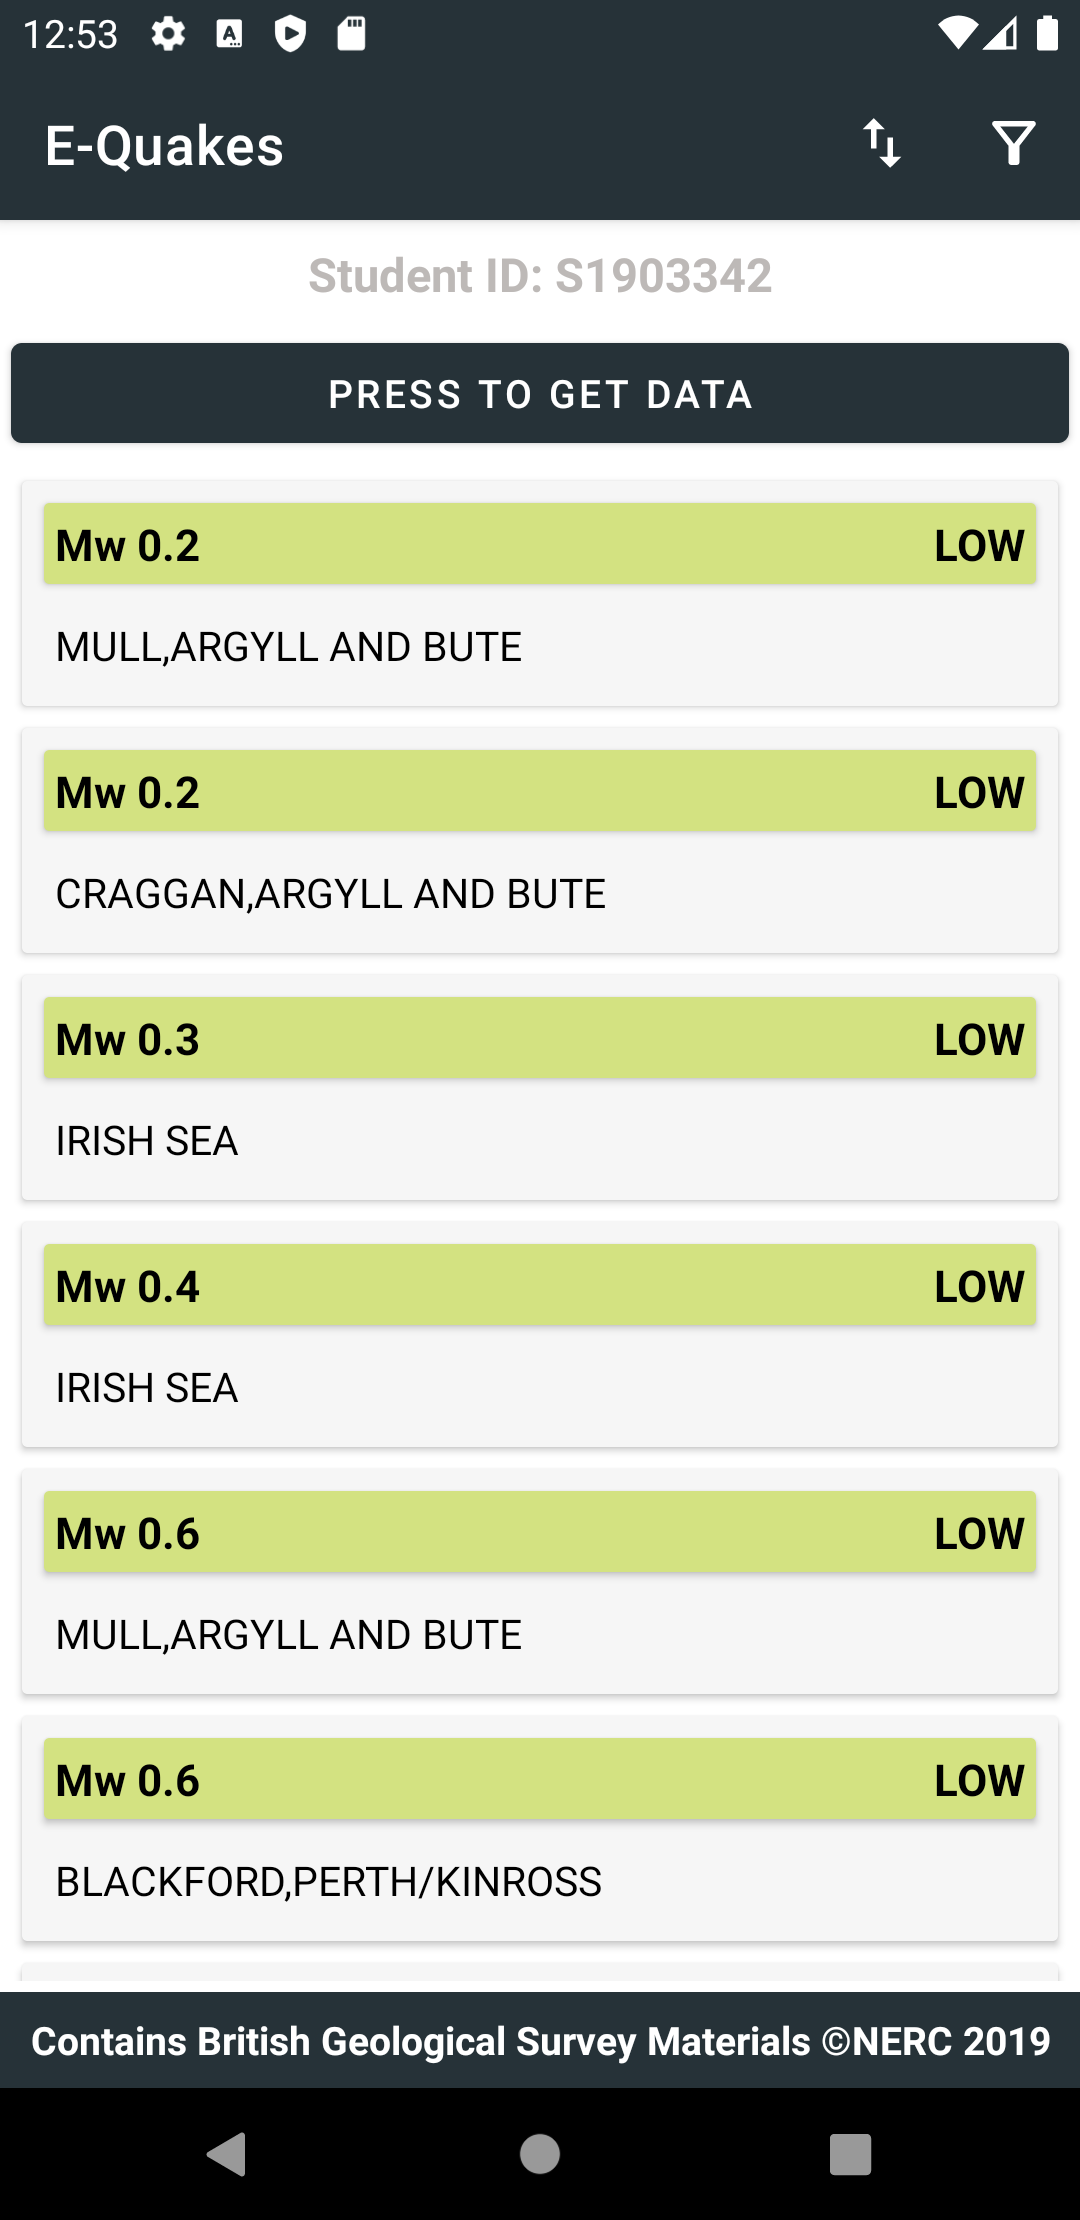 12:53
E-Quakes
Student ID: S1903342
PRESS TO GET DATA
Mw 0.2 LOW
MULL,ARGYLL AND BUTE
Mw 0.2 LOW
CRAGGAN,ARGYLL AND BUTE
Mw 0.3 LOW
IRISH SEA
Mw 0.4 LOW
IRISH SEA
Mw 0.6 LOW
MULL,ARGYLL AND BUTE
Mw 0.6 LOW
BLACKFORD,PERTH/KINROSS
Contains British Geological Survey Materials ©NERC 2019